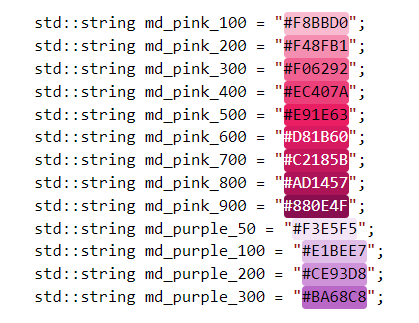 std::string md_pink_100 = "#F8BBD0";
std::string md_pink_200 = "#F48FB1";
std::string md_pink_300 = "#F06292";
std::string md_pink_400 = "#EC407A";
std::string md_pink_500 = "#E91E63";
std::string md_pink_600 = "#D81B60";
std::string md_pink_700 = "#C2185B";
std::string md_pink_800 = "#AD1457";
std::string md_pink_900 = "#880E4F";
std::string md_purple_50 = "#F3E5F5";
std::string md_purple_100 = "#E1BEE7";
std::string md_purple_200 = "#CE93D8";
std::string md_purple_300 = "#BA68C8";